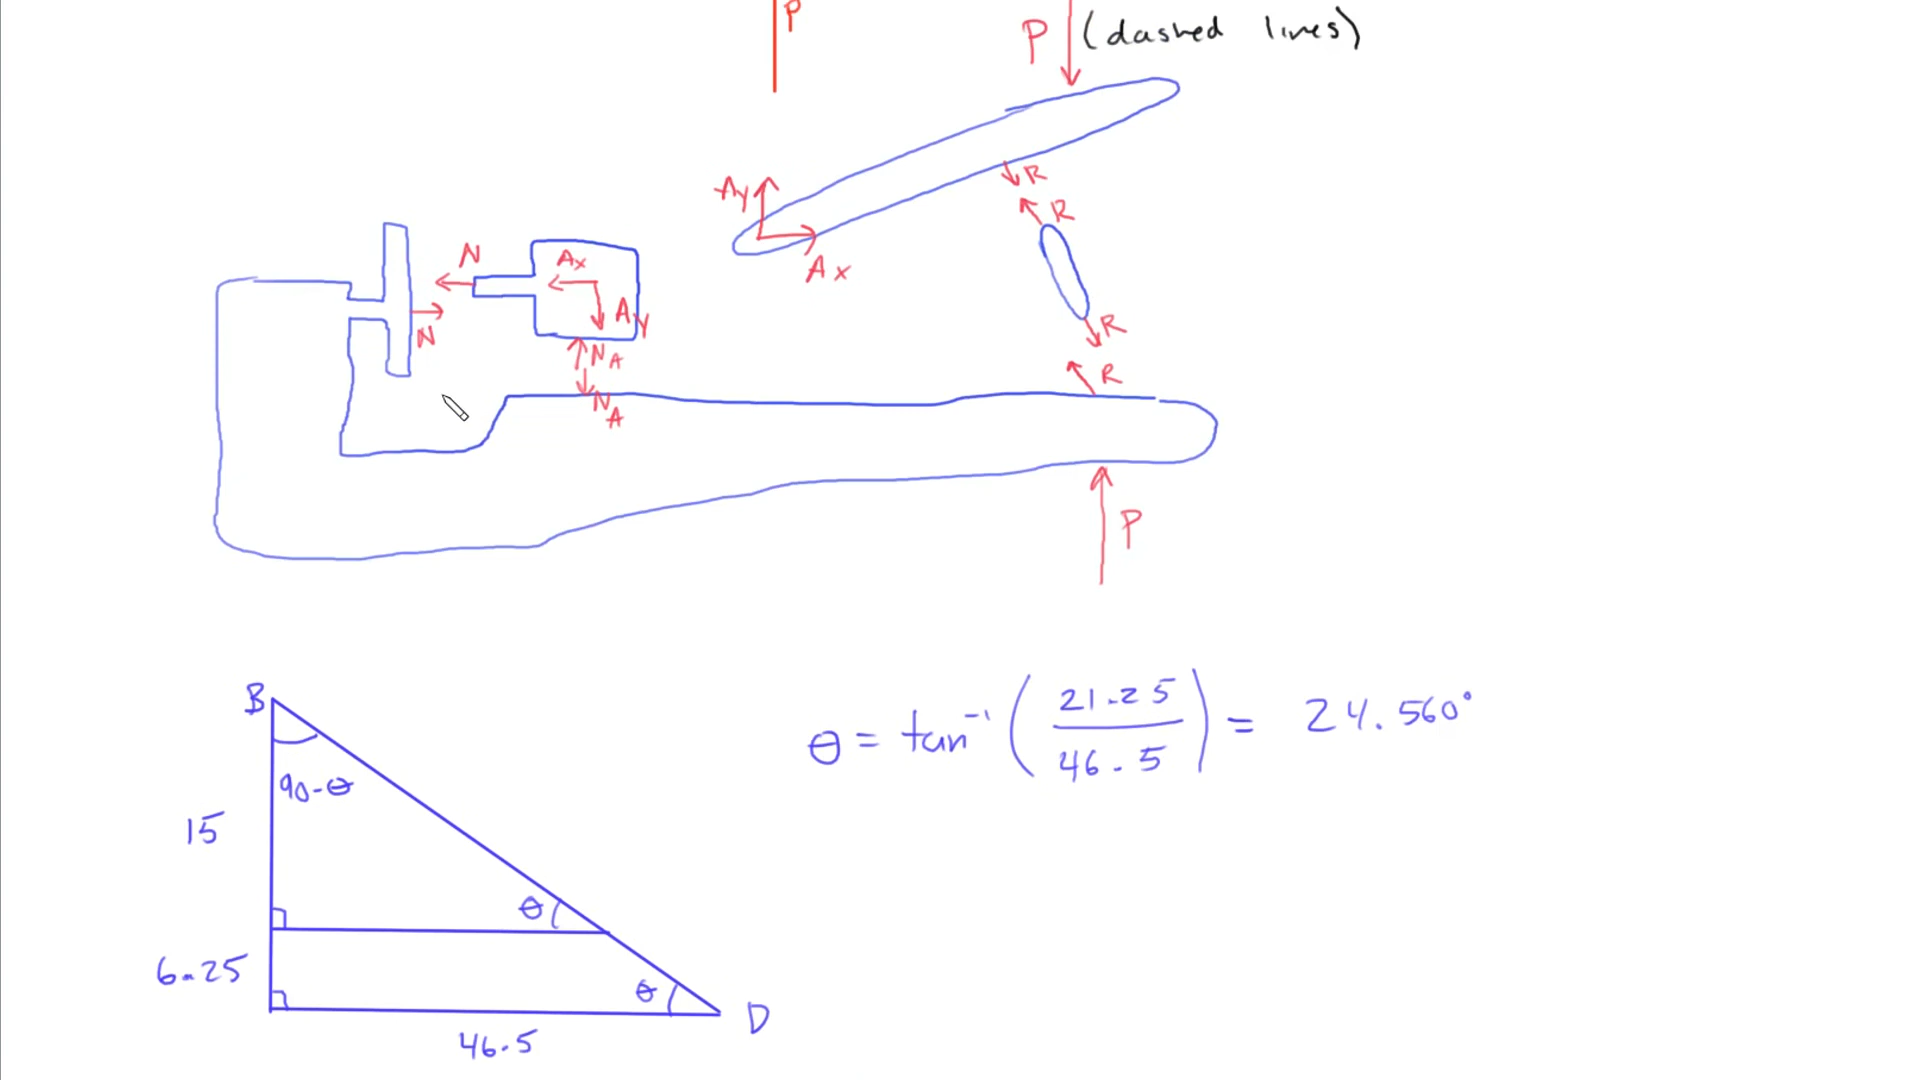 P
P (dashed lines)
R
Ay
R
Ax
N
Ax
Ay
N
R
NA
R
NA
P
B
θ = tan⁻¹ ( 21.25 / 46.5 ) = 24.560°
90-θ
15
θ
6.25
θ
D
46.5